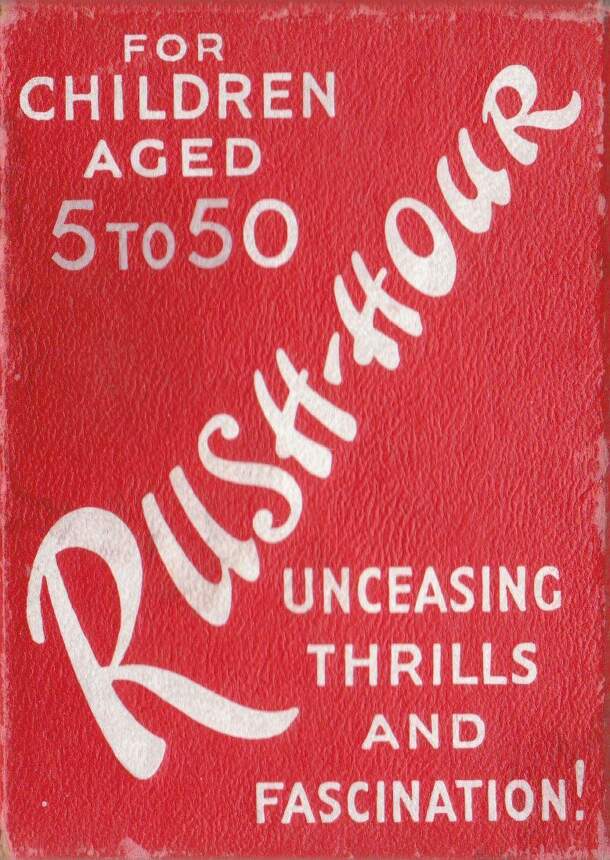 FOR
CHILDREN
AGED
5 TO 50
RUSH-HOUR
UNCEASING
THRILLS
AND
FASCINATION!